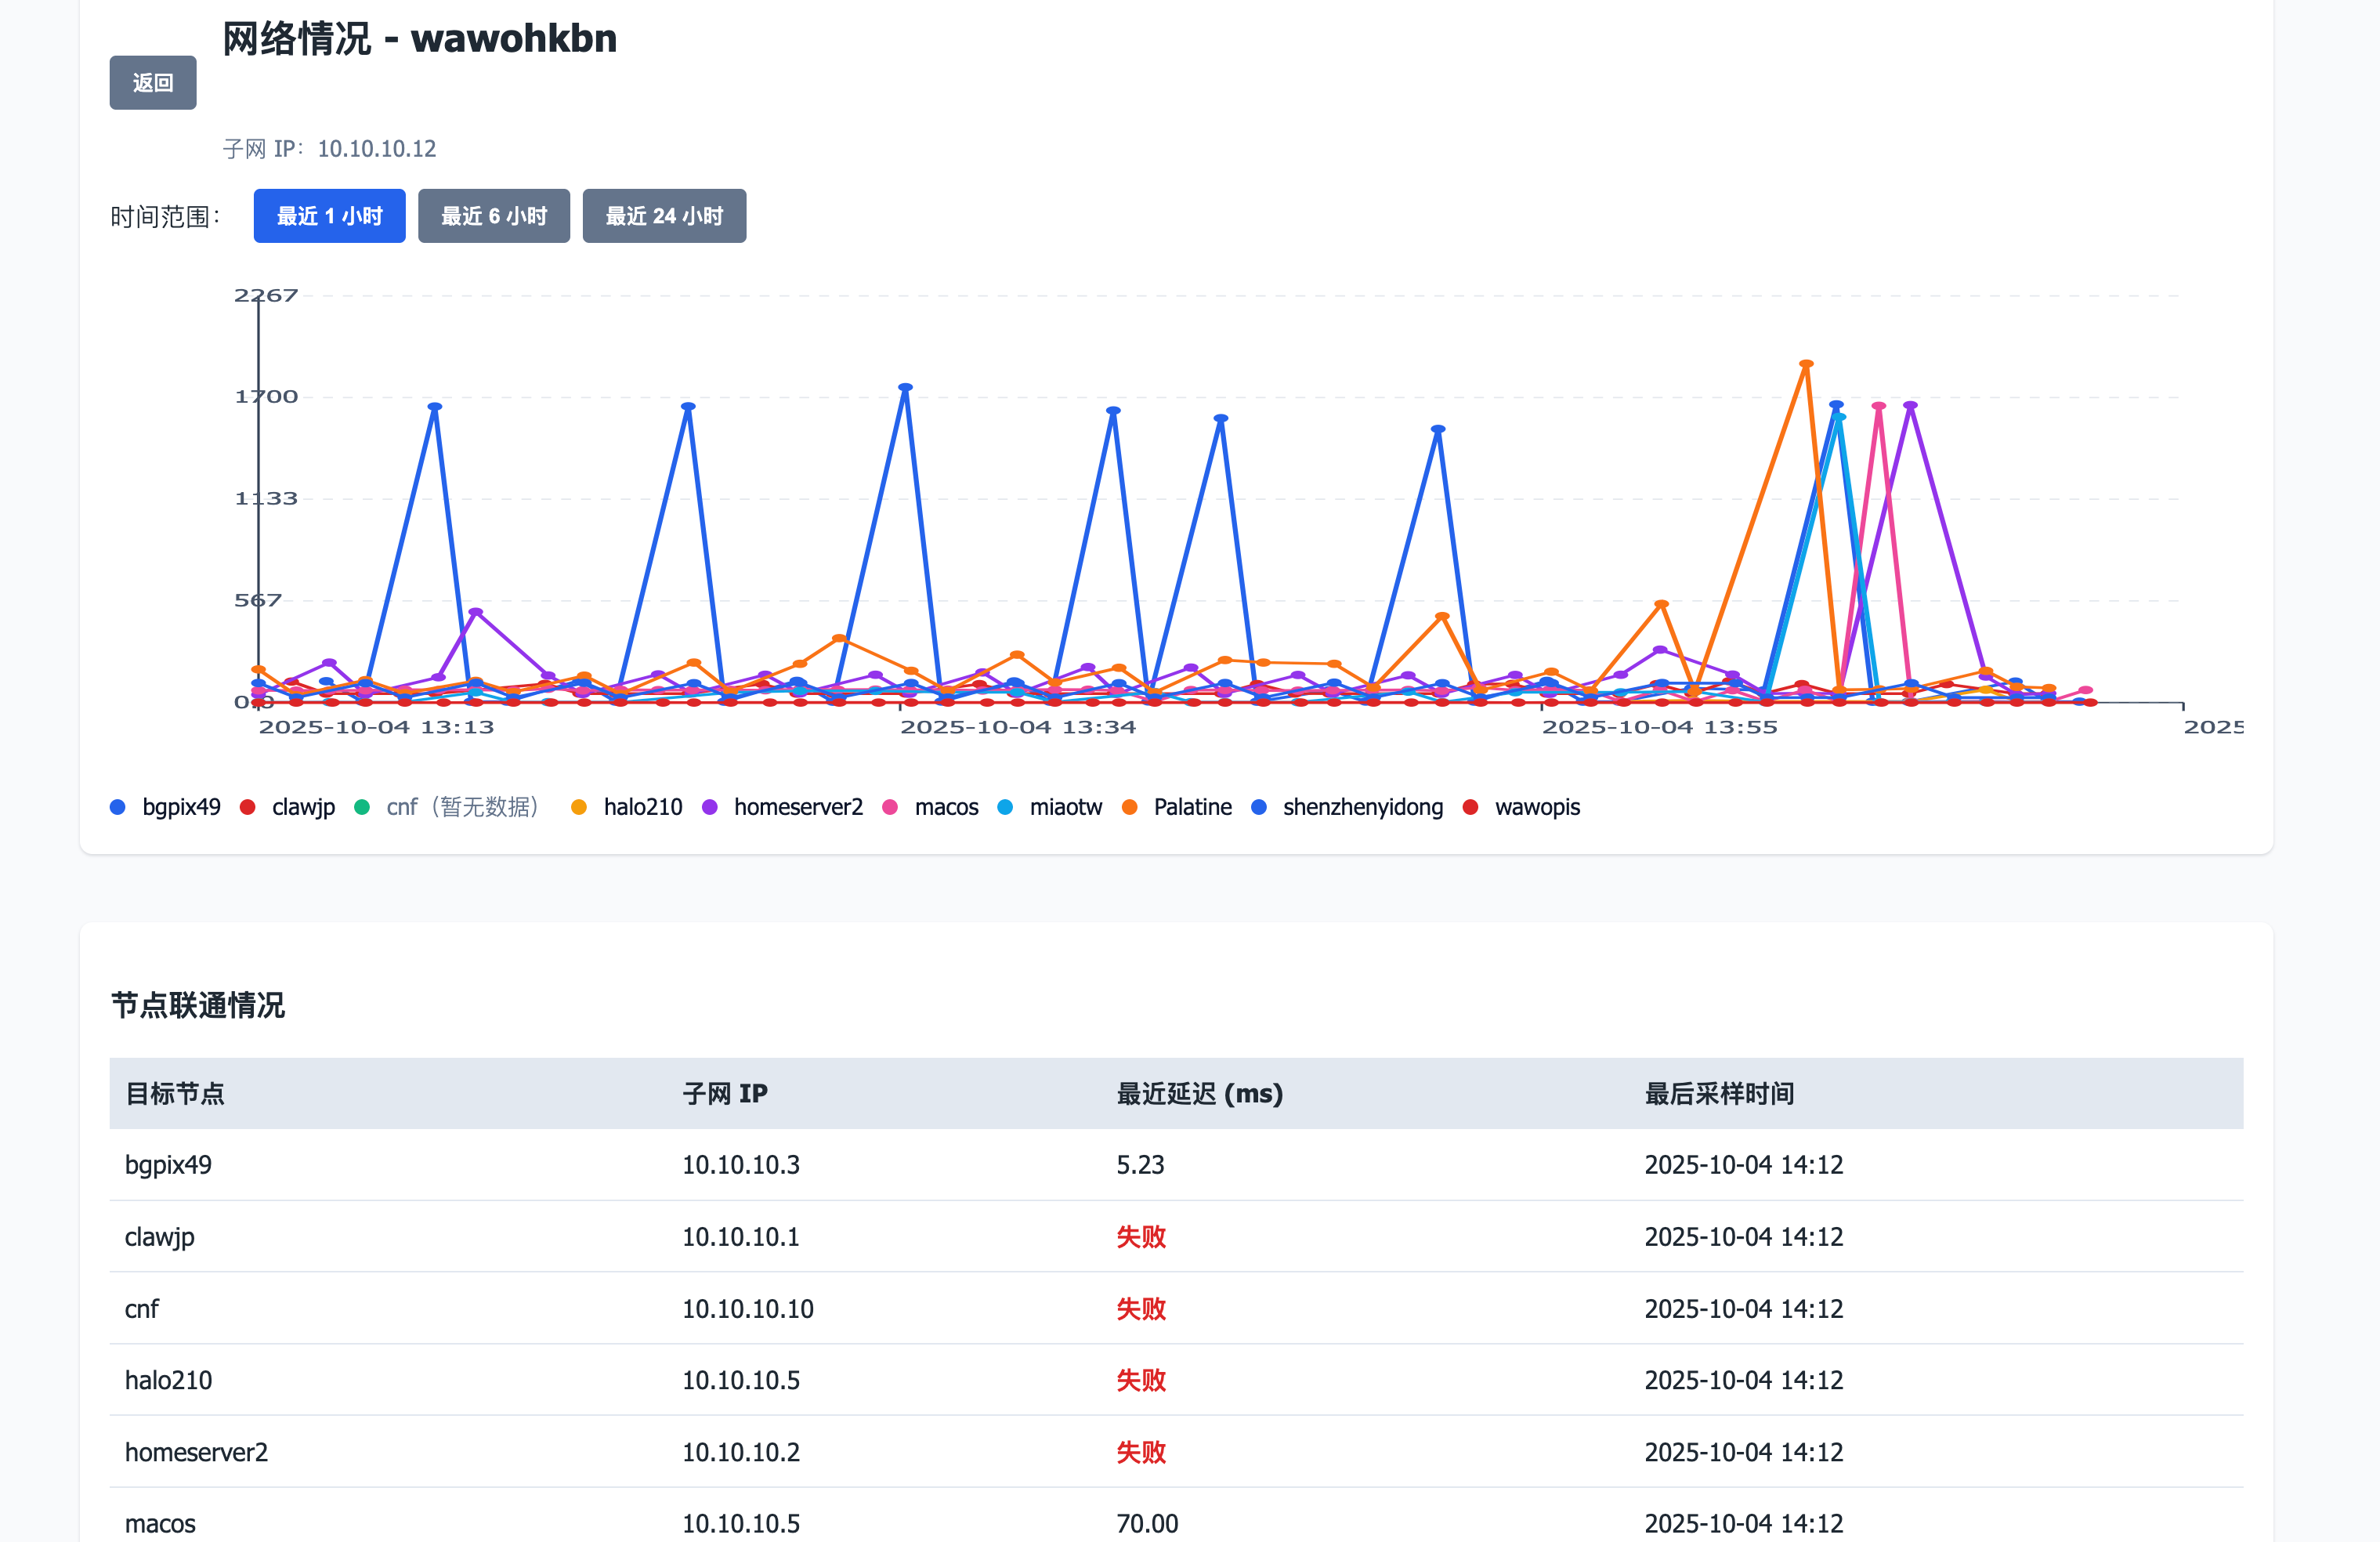 网络情况 - wawohkbn
返回
子网 IP：10.10.10.12
时间范围：
最近 1 小时
最近 6 小时
最近 24 小时
2267
1700
1133
567
2025-10-04 13:13
2025-10-04 13:34
2025-10-04 13:55
2025
bgpix49 clawjp cnf（暂无数据） halo210 homeserver2 macos miaotw Palatine shenzhenyidong wawopis
节点联通情况
目标节点 子网 IP 最近延迟 (ms) 最后采样时间
bgpix49 10.10.10.3 5.23 2025-10-04 14:12
clawjp 10.10.10.1 失败 2025-10-04 14:12
cnf 10.10.10.10 失败 2025-10-04 14:12
halo210 10.10.10.5 失败 2025-10-04 14:12
homeserver2 10.10.10.2 失败 2025-10-04 14:12
macos 10.10.10.5 70.00 2025-10-04 14:12